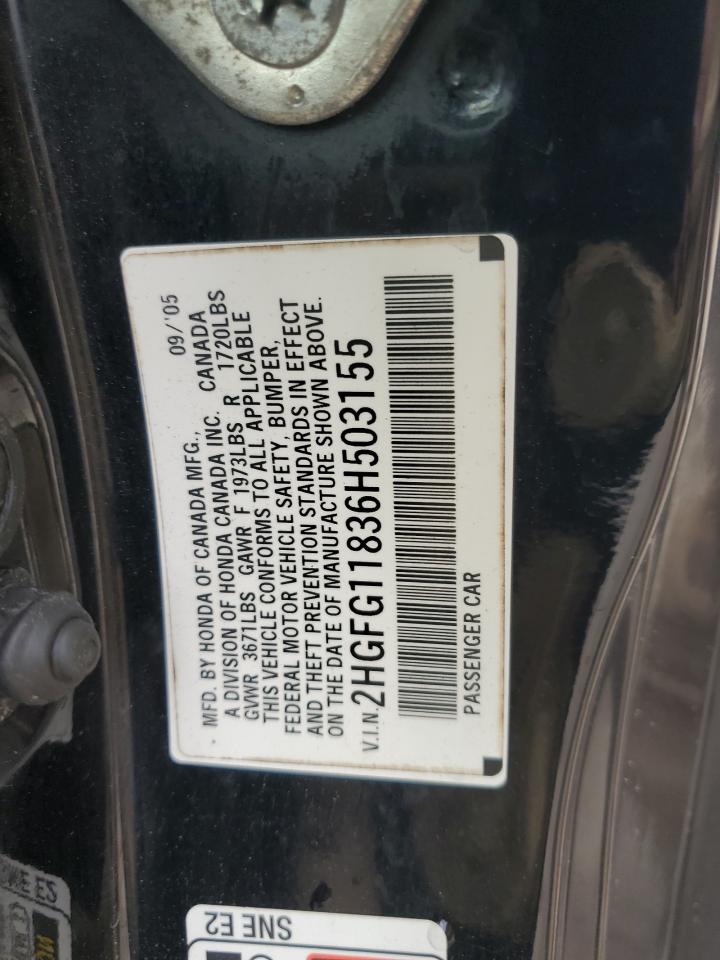 09/'05
MFD. BY HONDA OF CANADA MFG.,
A DIVISION OF HONDA CANADA INC. CANADA
GVWR 3671LBS GAWR F 1973LBS R 1720LBS
THIS VEHICLE CONFORMS TO ALL APPLICABLE
FEDERAL MOTOR VEHICLE SAFETY, BUMPER,
AND THEFT PREVENTION STANDARDS IN EFFECT
ON THE DATE OF MANUFACTURE SHOWN ABOVE.
V.I.N. 2HGFG11836H503155
PASSENGER CAR
SNE E2